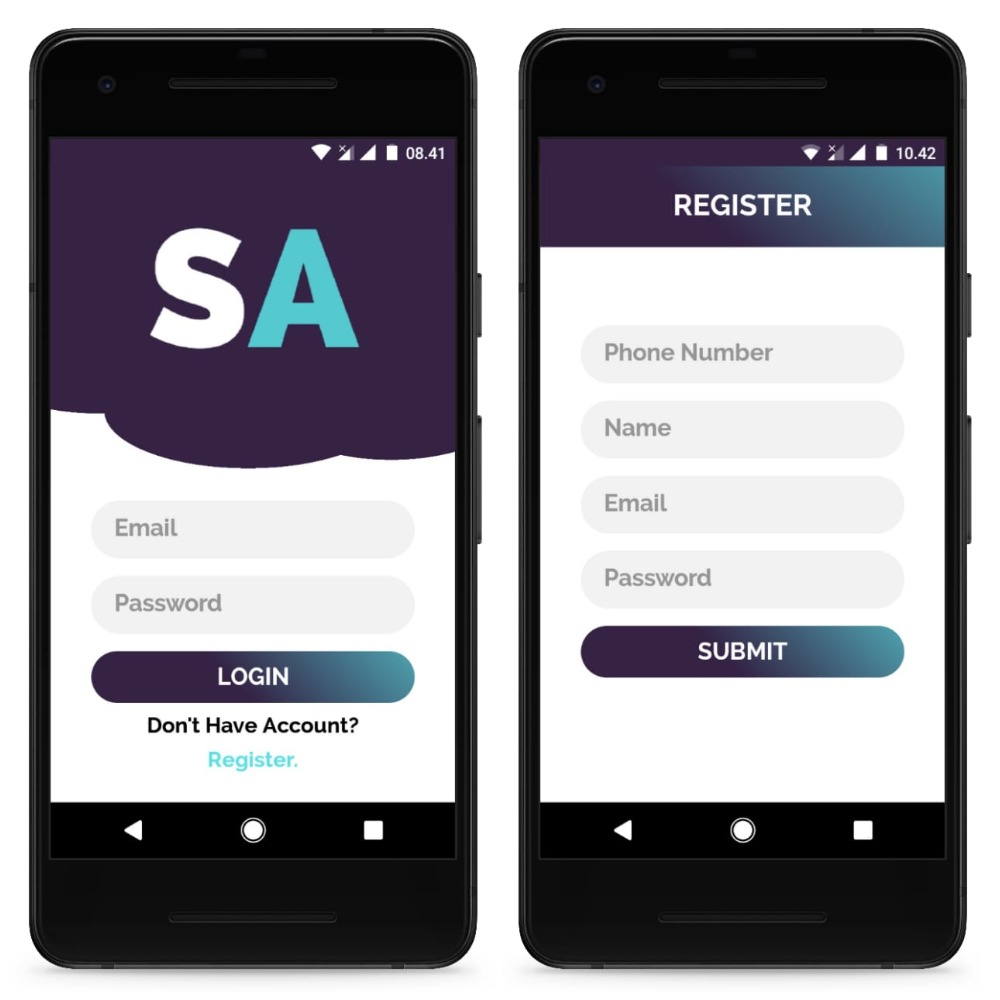 08.41
SA
Email
Password
LOGIN
Don't Have Account?
Register.
10.42
REGISTER
Phone Number
Name
Email
Password
SUBMIT